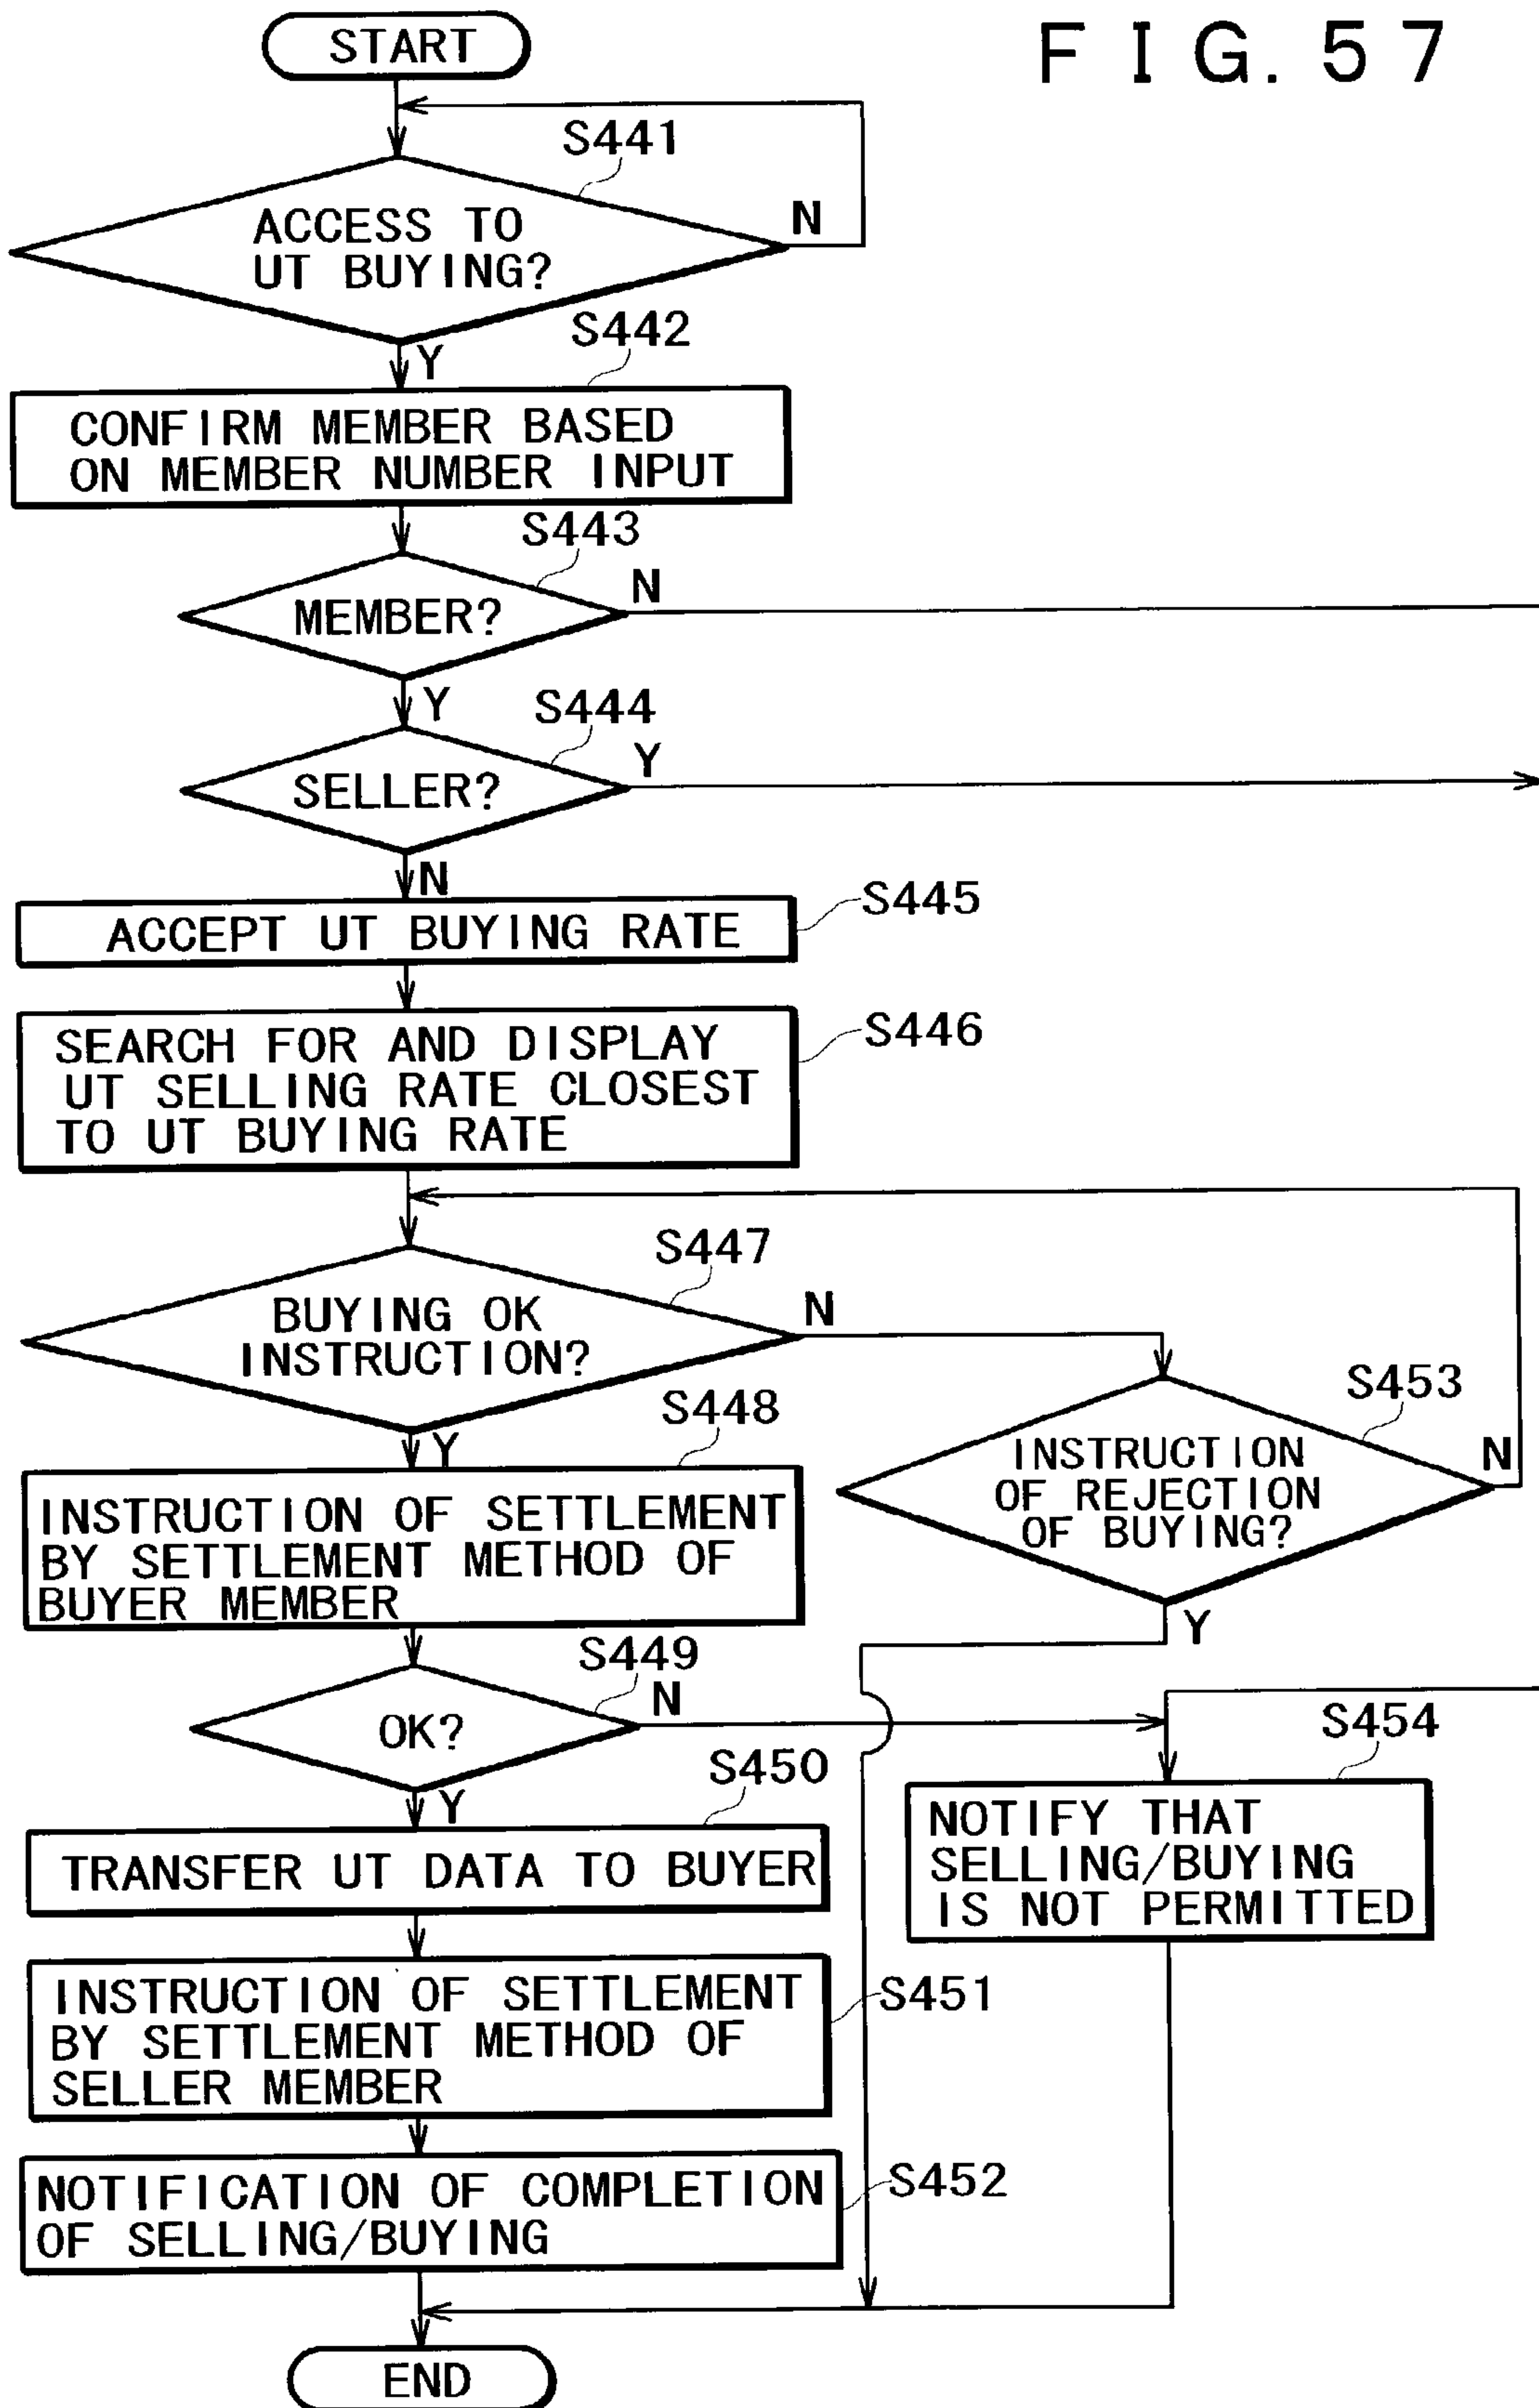 FIG. 57
START
S441
ACCESS TO
UT BUYING?
N
Y
S442
CONFIRM MEMBER BASED
ON MEMBER NUMBER INPUT
S443
MEMBER?
N
Y
S444
SELLER?
Y
N
S445
ACCEPT UT BUYING RATE
S446
SEARCH FOR AND DISPLAY
UT SELLING RATE CLOSEST
TO UT BUYING RATE
S447
BUYING OK
INSTRUCTION?
N
Y
S453
INSTRUCTION
OF REJECTION
OF BUYING?
N
Y
S448
INSTRUCTION OF SETTLEMENT
BY SETTLEMENT METHOD OF
BUYER MEMBER
S449
OK?
N
Y
S454
NOTIFY THAT
SELLING/BUYING
IS NOT PERMITTED
S450
TRANSFER UT DATA TO BUYER
S451
INSTRUCTION OF SETTLEMENT
BY SETTLEMENT METHOD OF
SELLER MEMBER
S452
NOTIFICATION OF COMPLETION
OF SELLING/BUYING
END